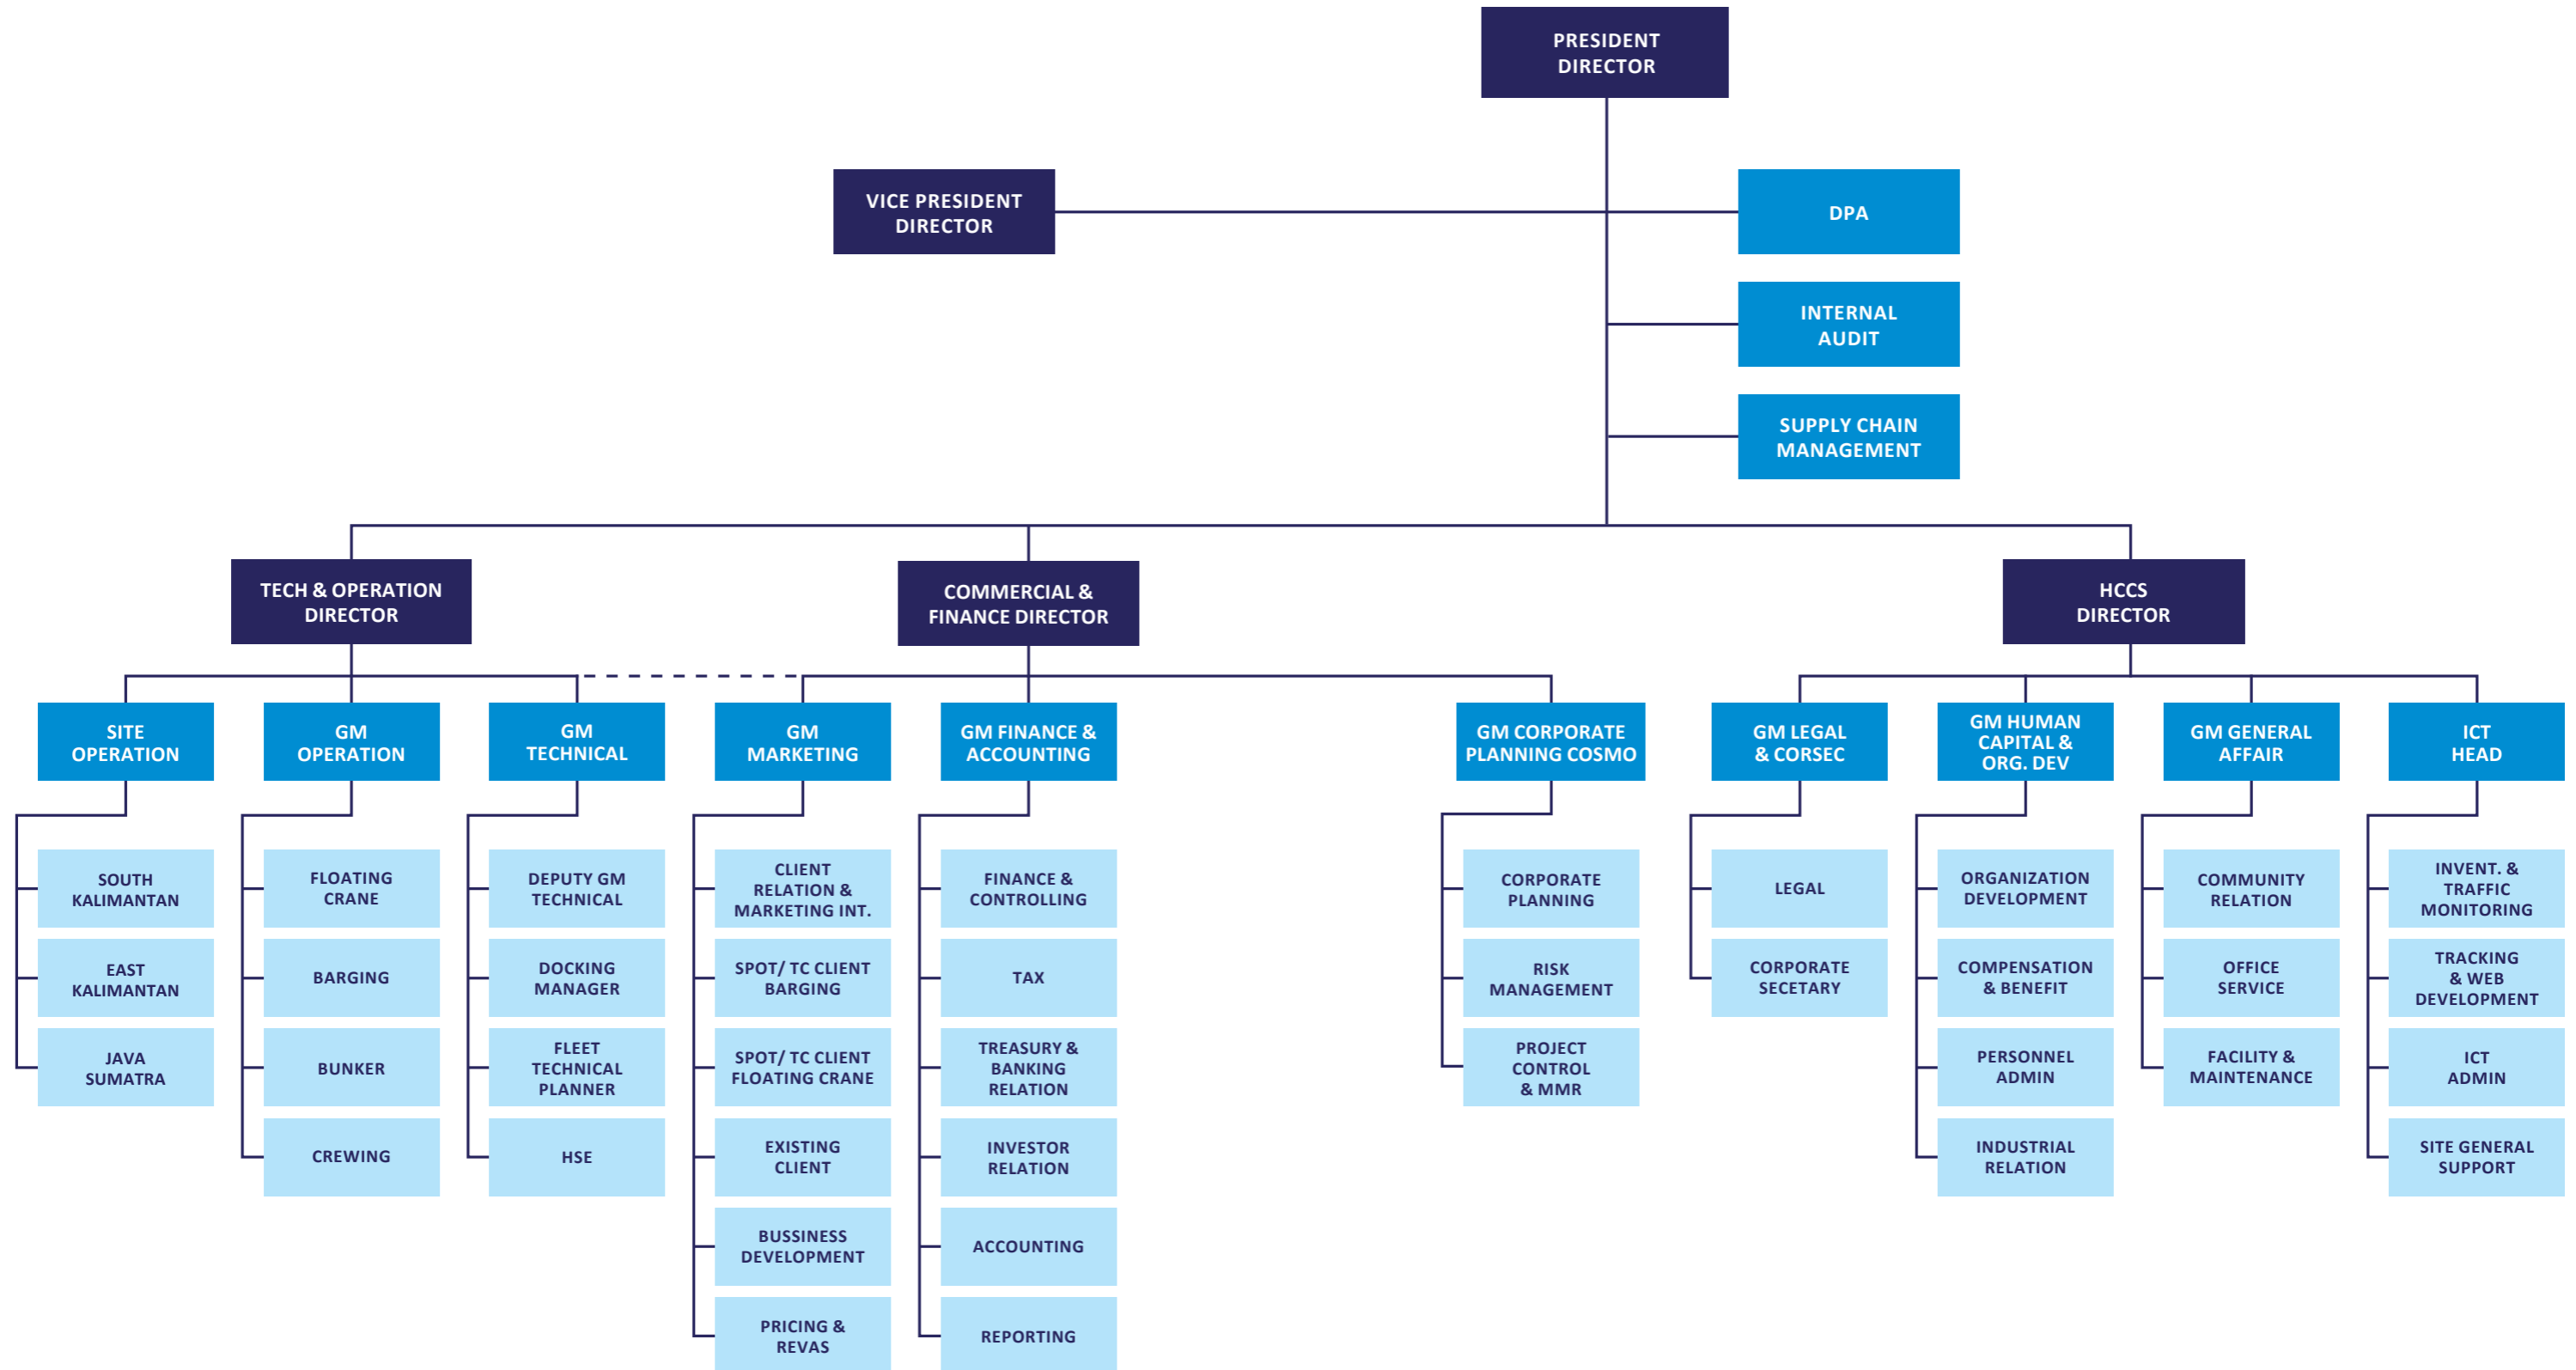 PRESIDENT
DIRECTOR
VICE PRESIDENT
DIRECTOR
DPA
INTERNAL
AUDIT
SUPPLY CHAIN
MANAGEMENT
TECH & OPERATION
DIRECTOR
COMMERCIAL &
FINANCE DIRECTOR
HCCS
DIRECTOR
SITE
OPERATION
GM
OPERATION
GM
TECHNICAL
GM
MARKETING
GM FINANCE &
ACCOUNTING
GM CORPORATE
PLANNING COSMO
GM LEGAL
& CORSEC
GM HUMAN
CAPITAL &
ORG. DEV
GM GENERAL
AFFAIR
ICT
HEAD
SOUTH
KALIMANTAN
EAST
KALIMANTAN
JAVA
SUMATRA
FLOATING
CRANE
BARGING
BUNKER
CREWING
DEPUTY GM
TECHNICAL
DOCKING
MANAGER
FLEET
TECHNICAL
PLANNER
HSE
CLIENT
RELATION &
MARKETING INT.
SPOT/ TC CLIENT
BARGING
SPOT/ TC CLIENT
FLOATING CRANE
EXISTING
CLIENT
BUSSINESS
DEVELOPMENT
PRICING &
REVAS
FINANCE &
CONTROLLING
TAX
TREASURY &
BANKING
RELATION
INVESTOR
RELATION
ACCOUNTING
REPORTING
CORPORATE
PLANNING
RISK
MANAGEMENT
PROJECT
CONTROL
& MMR
LEGAL
CORPORATE
SECETARY
ORGANIZATION
DEVELOPMENT
COMPENSATION
& BENEFIT
PERSONNEL
ADMIN
INDUSTRIAL
RELATION
COMMUNITY
RELATION
OFFICE
SERVICE
FACILITY &
MAINTENANCE
INVENT. &
TRAFFIC
MONITORING
TRACKING
& WEB
DEVELOPMENT
ICT
ADMIN
SITE GENERAL
SUPPORT